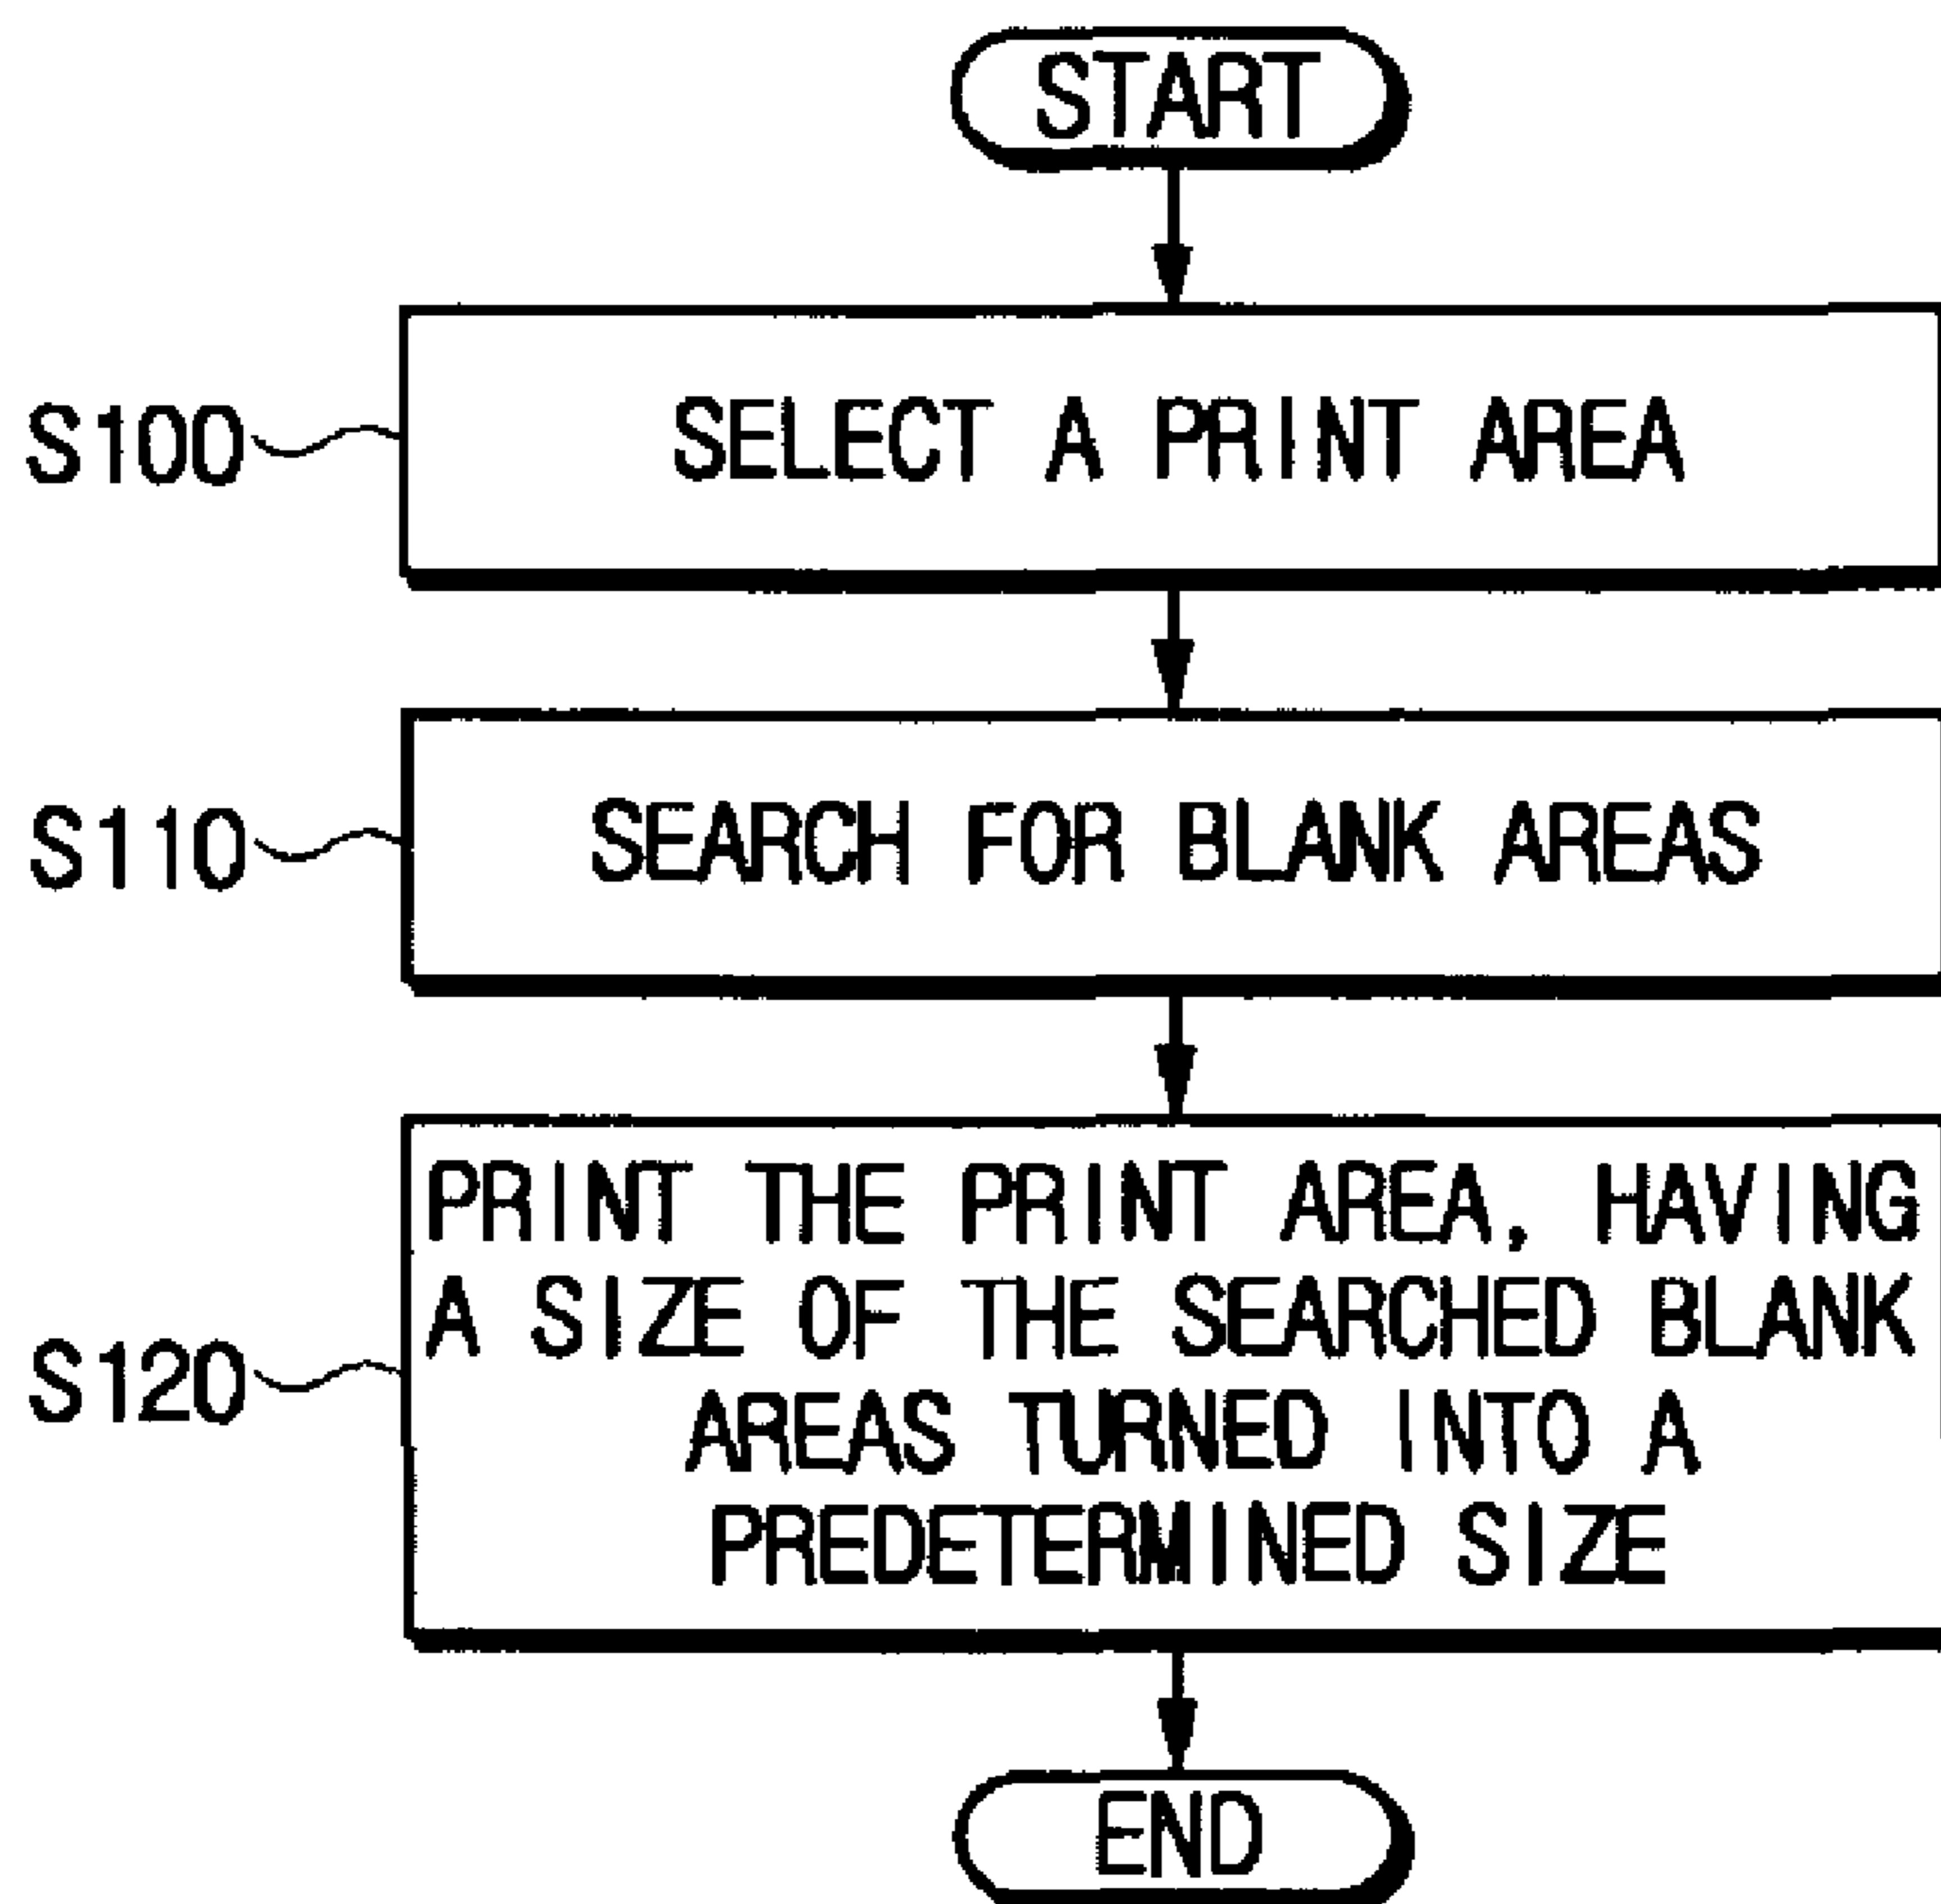 START
S100
SELECT A PRINT AREA
S110
SEARCH FOR BLANK AREAS
S120
PRINT THE PRINT AREA, HAVING
A SIZE OF THE SEARCHED BLANK
AREAS TURNED INTO A
PREDETERMINED SIZE
END